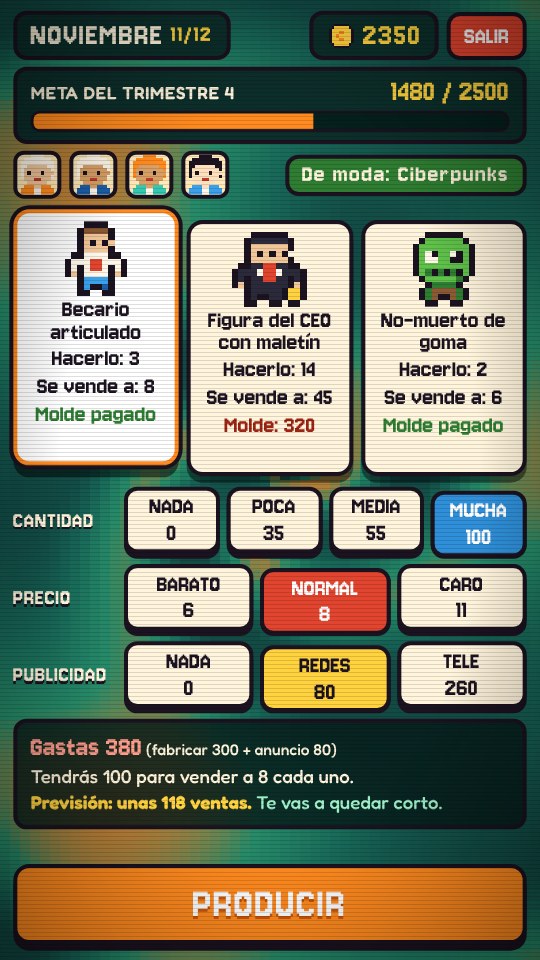 NOVIEMBRE 11/12
2350
SALIR
META DEL TRIMESTRE 4
1480 / 2500
De moda: Ciberpunks
Becario
articulado
Hacerlo: 3
Se vende a: 8
Molde pagado
Figura del CEO
con maletín
Hacerlo: 14
Se vende a: 45
Molde: 320
No-muerto de
goma
Hacerlo: 2
Se vende a: 6
Molde pagado
CANTIDAD
NADA
0
POCA
35
MEDIA
55
MUCHA
100
PRECIO
BARATO
6
NORMAL
8
CARO
11
PUBLICIDAD
NADA
0
REDES
80
TELE
260
Gastas 380 (fabricar 300 + anuncio 80)
Tendrás 100 para vender a 8 cada uno.
Previsión: unas 118 ventas. Te vas a quedar corto.
PRODUCIR